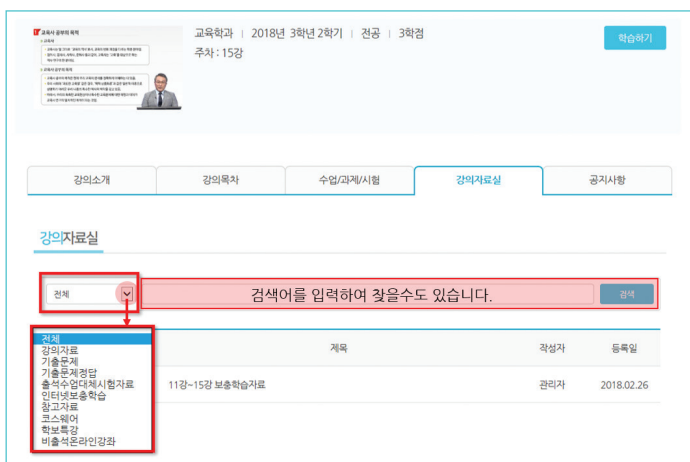 교육사 공부의 목적
교육학과 | 2018년 3학년 2학기 | 전공 | 3학점
주차 : 15강
학습하기
강의소개
강의목차
수업/과제/시험
강의자료실
공지사항
강의자료실
전체
검색어를 입력하여 찾을수도 있습니다.
검색
전체
강의자료
기출문제
기출문제정답
출석수업대체시험자료
인터넷보충학습
참고자료
코스웨어
학보특강
비출석온라인강좌
제목
작성자
등록일
11강~15강 보충학습자료
관리자
2018.02.26